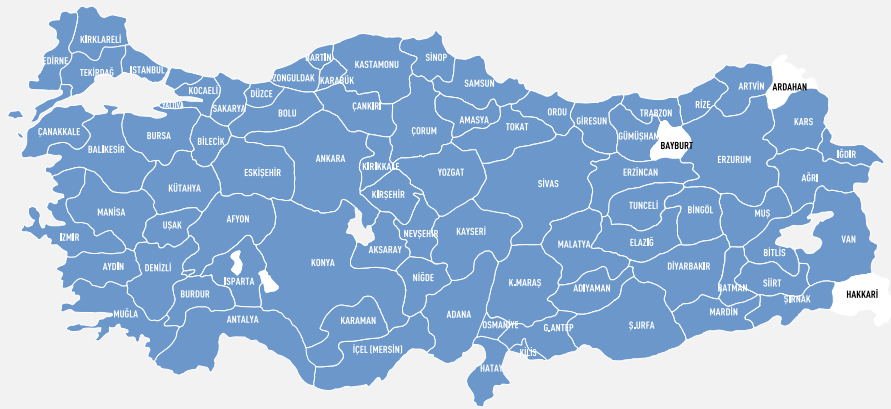 KIRKLARELİ
EDİRNE
TEKİRDAĞ
İSTANBUL
KOCAELİ
YALOVA
SAKARYA
DÜZCE
ZONGULDAK
BARTIN
KARABÜK
KASTAMONU
SİNOP
SAMSUN
BOLU
ÇANKIRI
ÇORUM
AMASYA
TOKAT
ORDU
GİRESUN
TRABZON
GÜMÜŞHAN
BAYBURT
RİZE
ARTVİN
ARDAHAN
KARS
IĞDIR
ÇANAKKALE
BALIKESİR
BURSA
BİLECİK
ESKİŞEHİR
ANKARA
KIRIKKALE
YOZGAT
SİVAS
ERZİNCAN
ERZURUM
AĞRI
KÜTAHYA
KIRŞEHİR
TUNCELİ
BİNGÖL
MUŞ
MANİSA
UŞAK
AFYON
NEVŞEHİR
KAYSERİ
MALATYA
ELAZIĞ
BİTLİS
VAN
İZMİR
AYDIN
DENİZLİ
ISPARTA
KONYA
AKSARAY
NİĞDE
K.MARAŞ
ADIYAMAN
DİYARBAKIR
BATMAN
SİİRT
ŞIRNAK
HAKKARİ
MUĞLA
BURDUR
ANTALYA
KARAMAN
İÇEL (MERSİN)
ADANA
OSMANİYE
G.ANTEP
KİLİS
HATAY
Ş.URFA
MARDİN